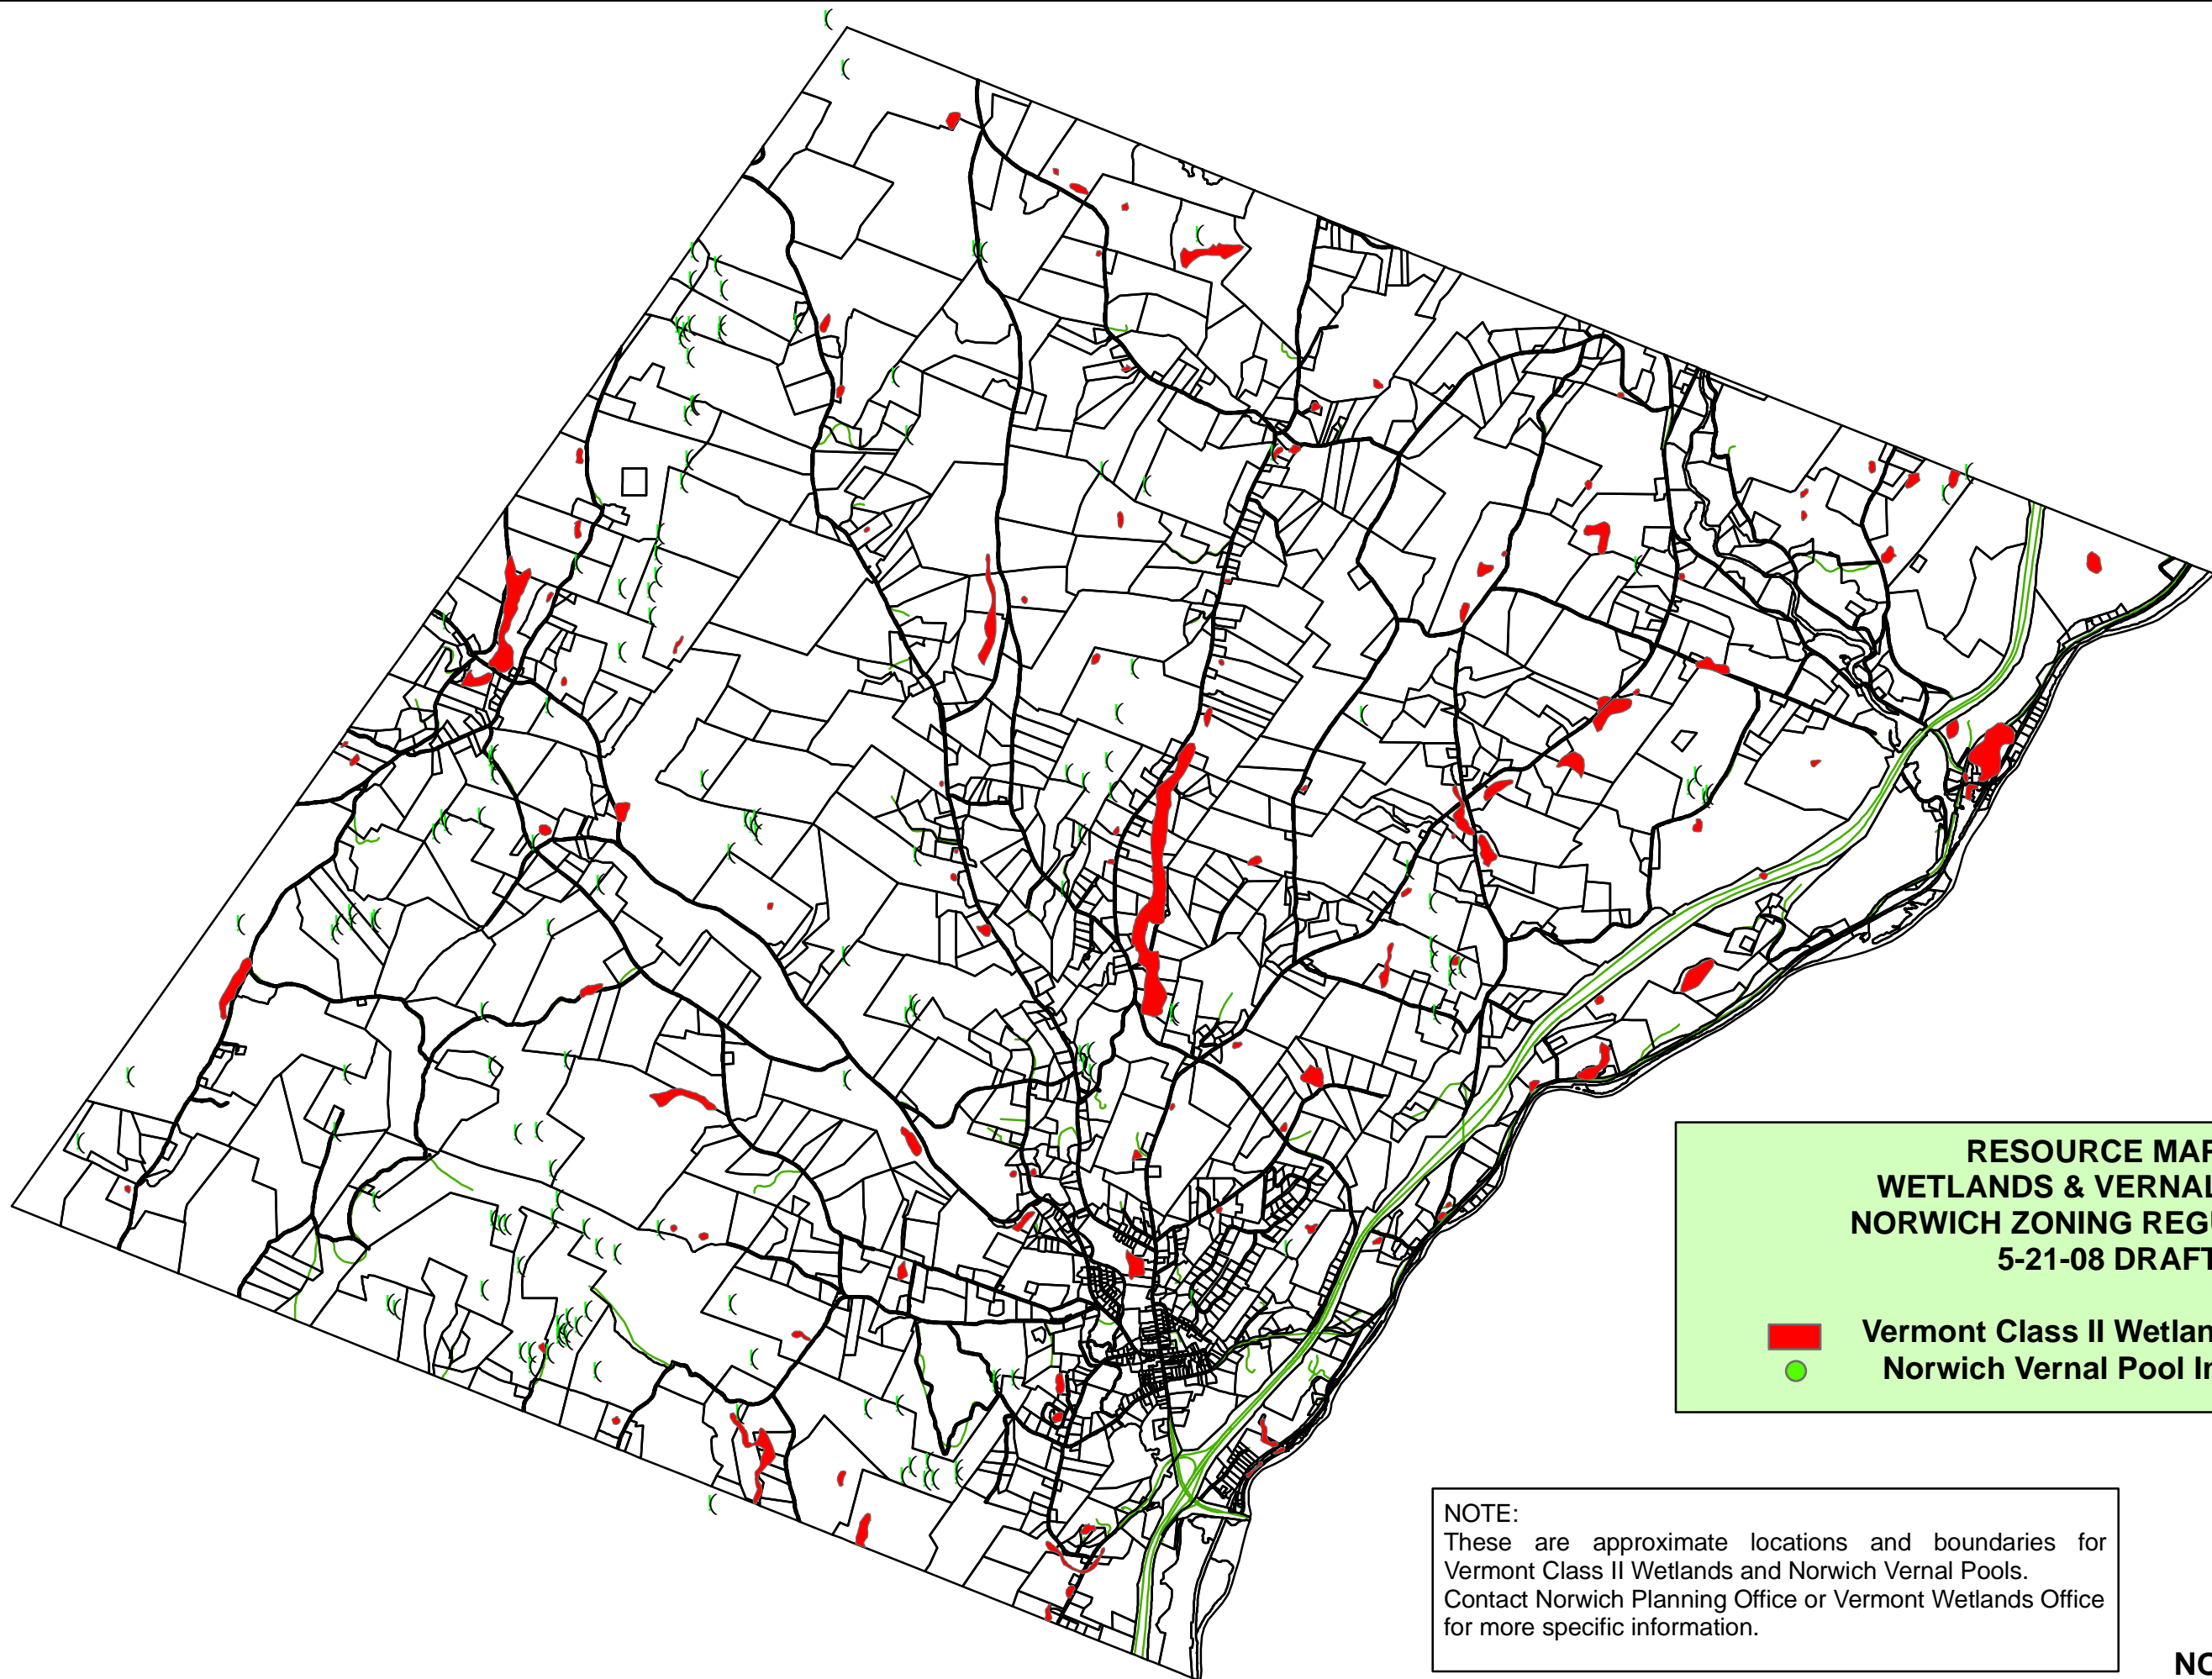 RESOURCE MAP
WETLANDS & VERNAL
NORWICH ZONING REGU
5-21-08 DRAFT
Vermont Class II Wetlan
Norwich Vernal Pool In
NOTE:
These are approximate locations and boundaries for
Vermont Class II Wetlands and Norwich Vernal Pools.
Contact Norwich Planning Office or Vermont Wetlands Office
for more specific information.
NO